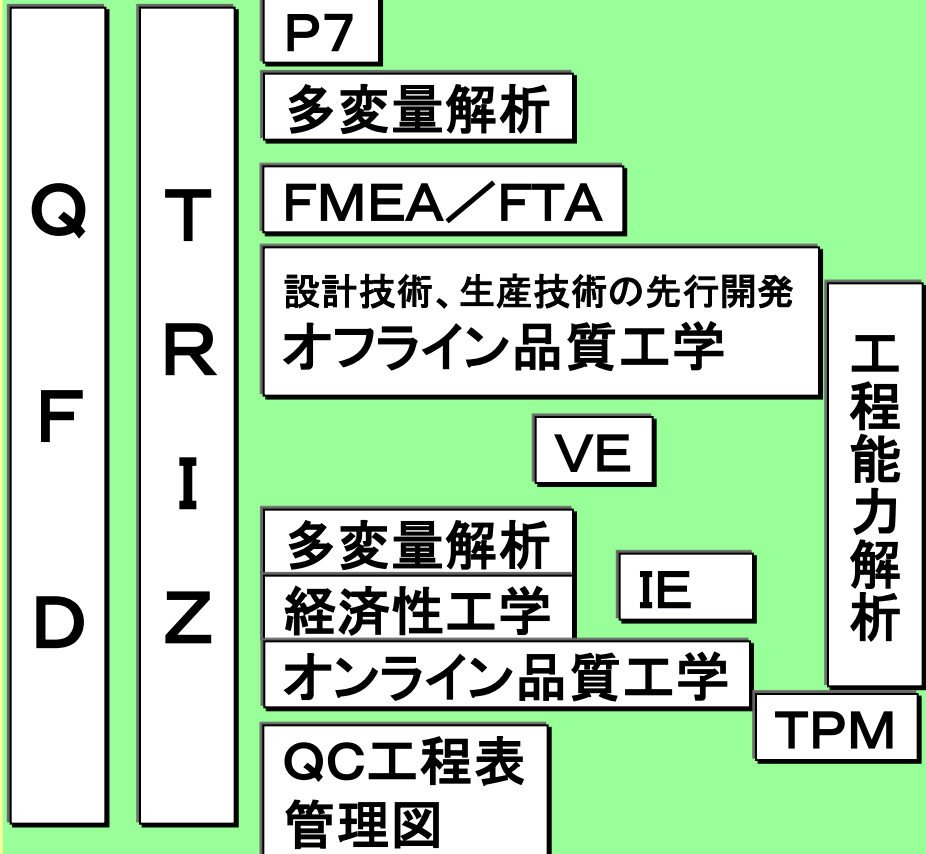 QFD
TRIZ
P7
多変量解析
FMEA／FTA
設計技術、生産技術の先行開発
オフライン品質工学
工程能力解析
VE
多変量解析
IE
経済性工学
オンライン品質工学
TPM
QC工程表
管理図